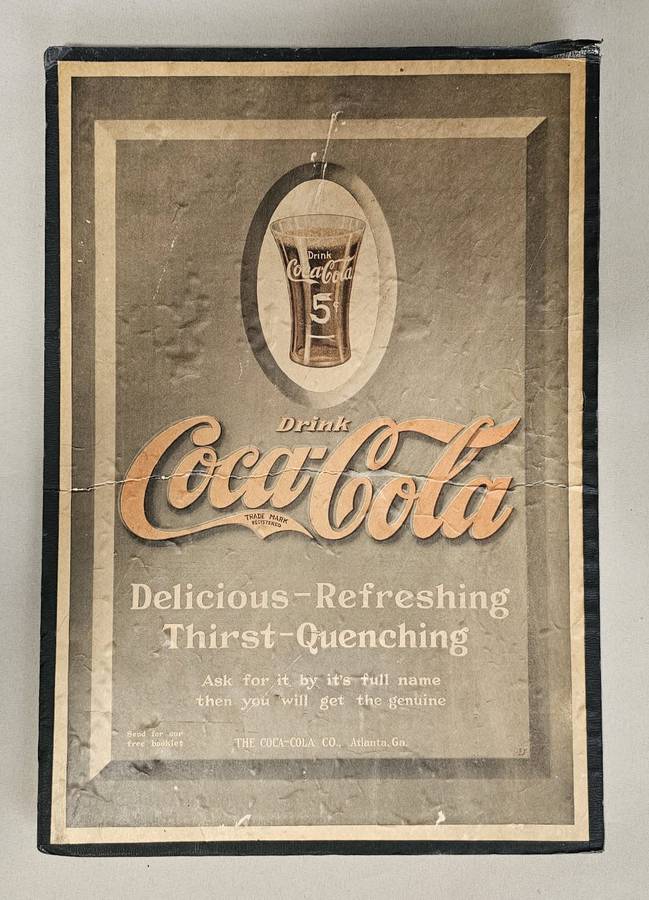 Drink
Coca-Cola
5¢
Drink
Coca-Cola
TRADE MARK
REGISTERED
Delicious-Refreshing
Thirst-Quenching
Ask for it by it's full name
then you will get the genuine
Send for our
free booklet
THE COCA-COLA CO., Atlanta, Ga.